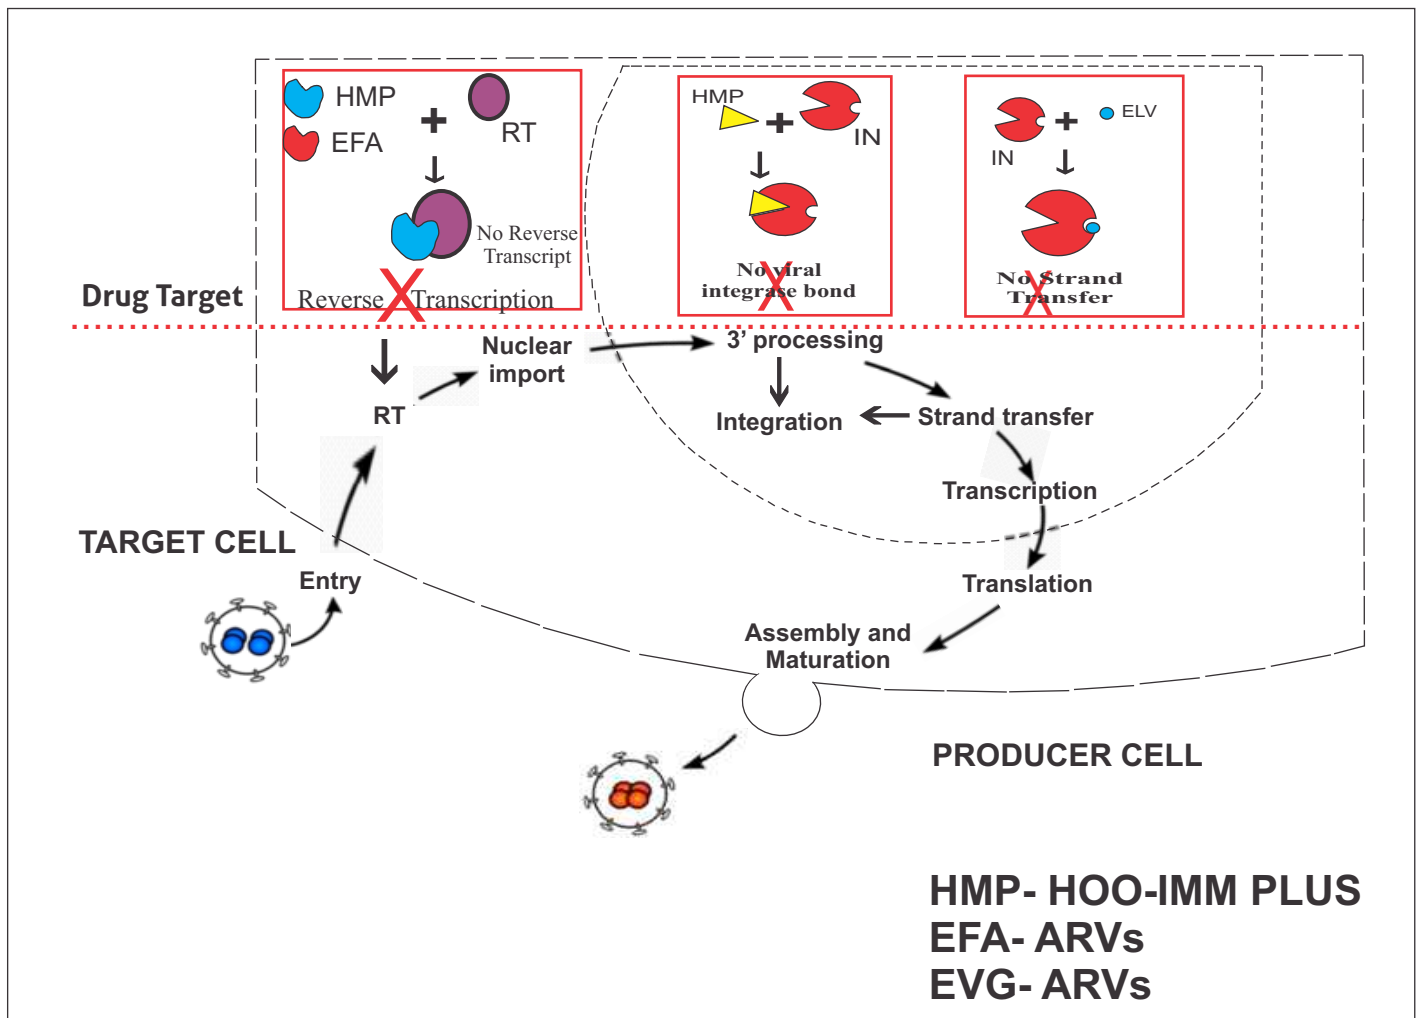 HMP
EFA
+
RT
No Reverse
Transcript
Reverse X Transcription
HMP
+
IN
No viral
integrase bond
X
IN
+
ELV
No Strand
Transfer
X
Drug Target
Nuclear
import
3’ processing
RT
Integration
Strand transfer
Transcription
TARGET CELL
Entry
Translation
Assembly and
Maturation
PRODUCER CELL
HMP- HOO-IMM PLUS
EFA- ARVs
EVG- ARVs